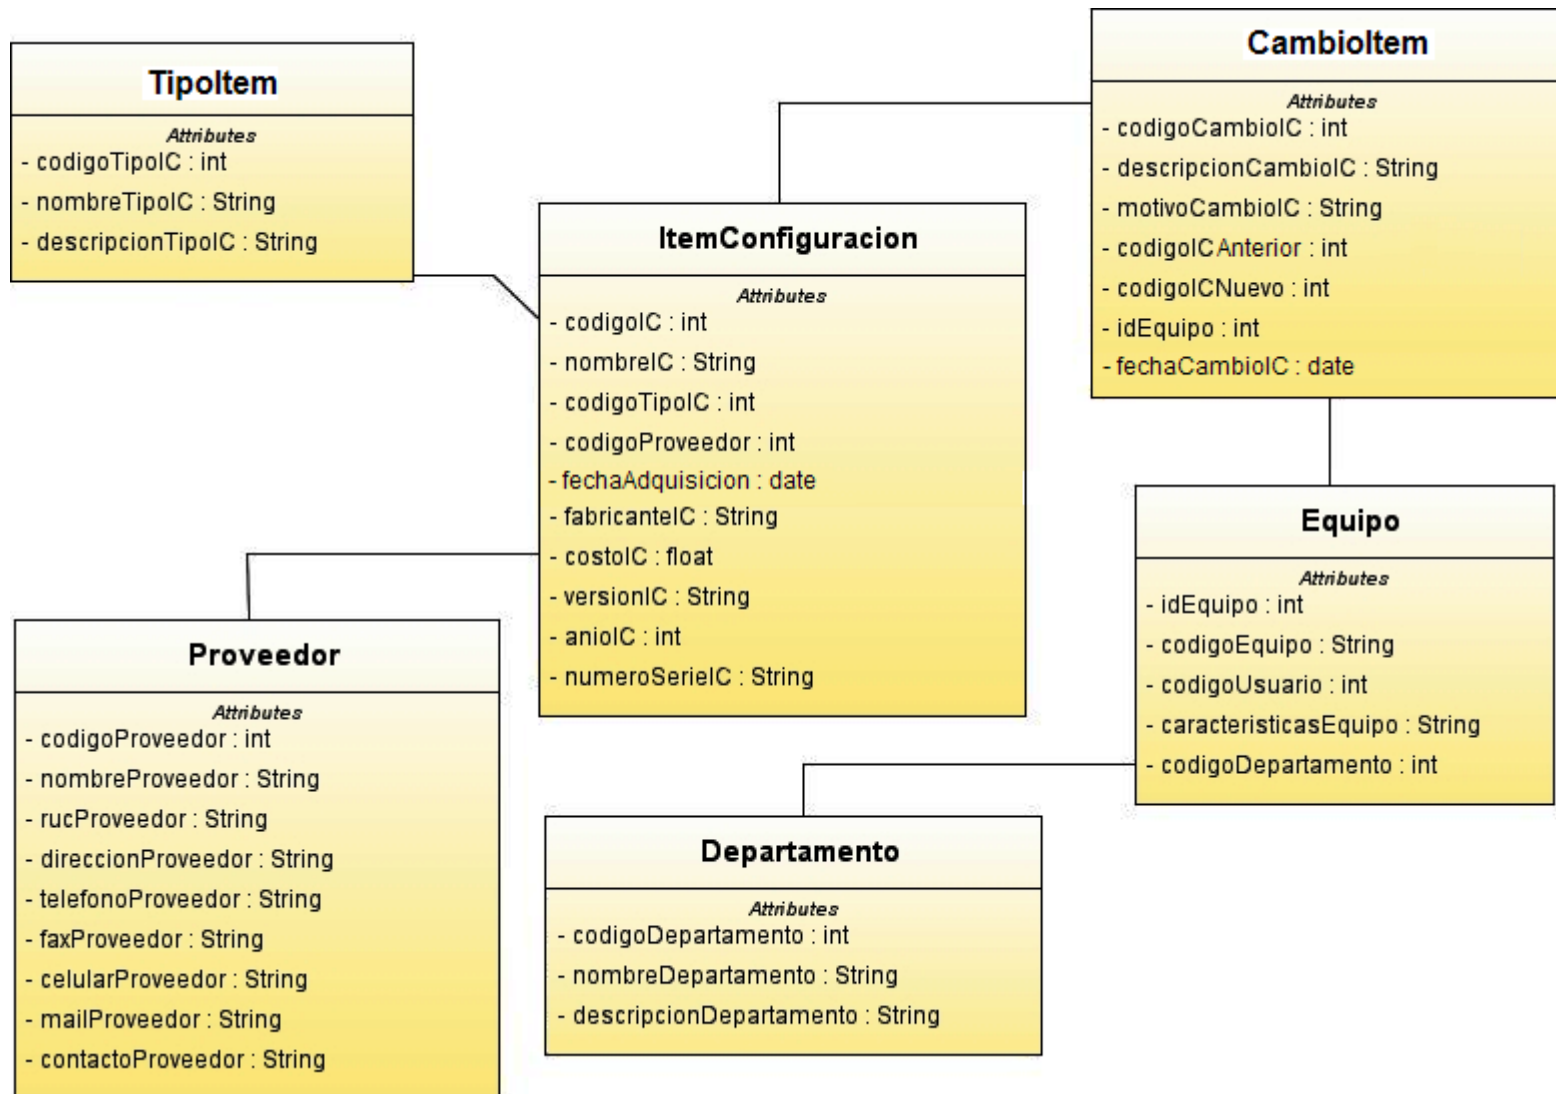 TipoItem
Attributes
- codigoTipoIC : int
- nombreTipoIC : String
- descripcionTipoIC : String
CambioItem
Attributes
- codigoCambioIC : int
- descripcionCambioIC : String
- motivoCambioIC : String
- codigoICAnterior : int
- codigoICNuevo : int
- idEquipo : int
- fechaCambioIC : date
ItemConfiguracion
Attributes
- codigoIC : int
- nombreIC : String
- codigoTipoIC : int
- codigoProveedor : int
- fechaAdquisicion : date
- fabricanteIC : String
- costoIC : float
- versionIC : String
- anioIC : int
- numeroSerieIC : String
Equipo
Attributes
- idEquipo : int
- codigoEquipo : String
- codigoUsuario : int
- caracteristicasEquipo : String
- codigoDepartamento : int
Proveedor
Attributes
- codigoProveedor : int
- nombreProveedor : String
- rucProveedor : String
- direccionProveedor : String
- telefonoProveedor : String
- faxProveedor : String
- celularProveedor : String
- mailProveedor : String
- contactoProveedor : String
Departamento
Attributes
- codigoDepartamento : int
- nombreDepartamento : String
- descripcionDepartamento : String